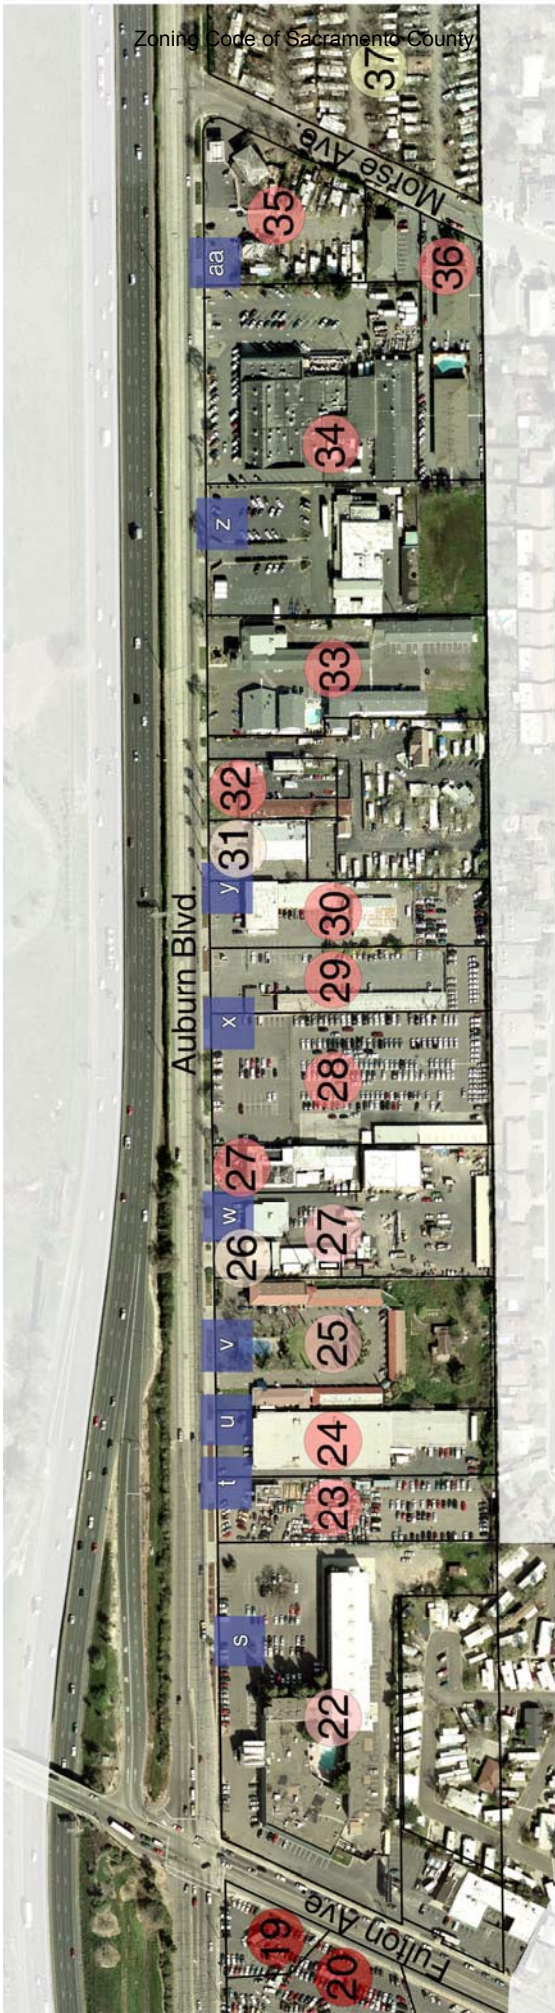 Zoning Code of Sacramento County
37
Morse Ave.
35
aa
36
34
z
33
32
31
y
30
29
x
Auburn Blvd.
28
27
w
26
27
v
25
u
24
t
23
s
22
Fulton Ave
19
20